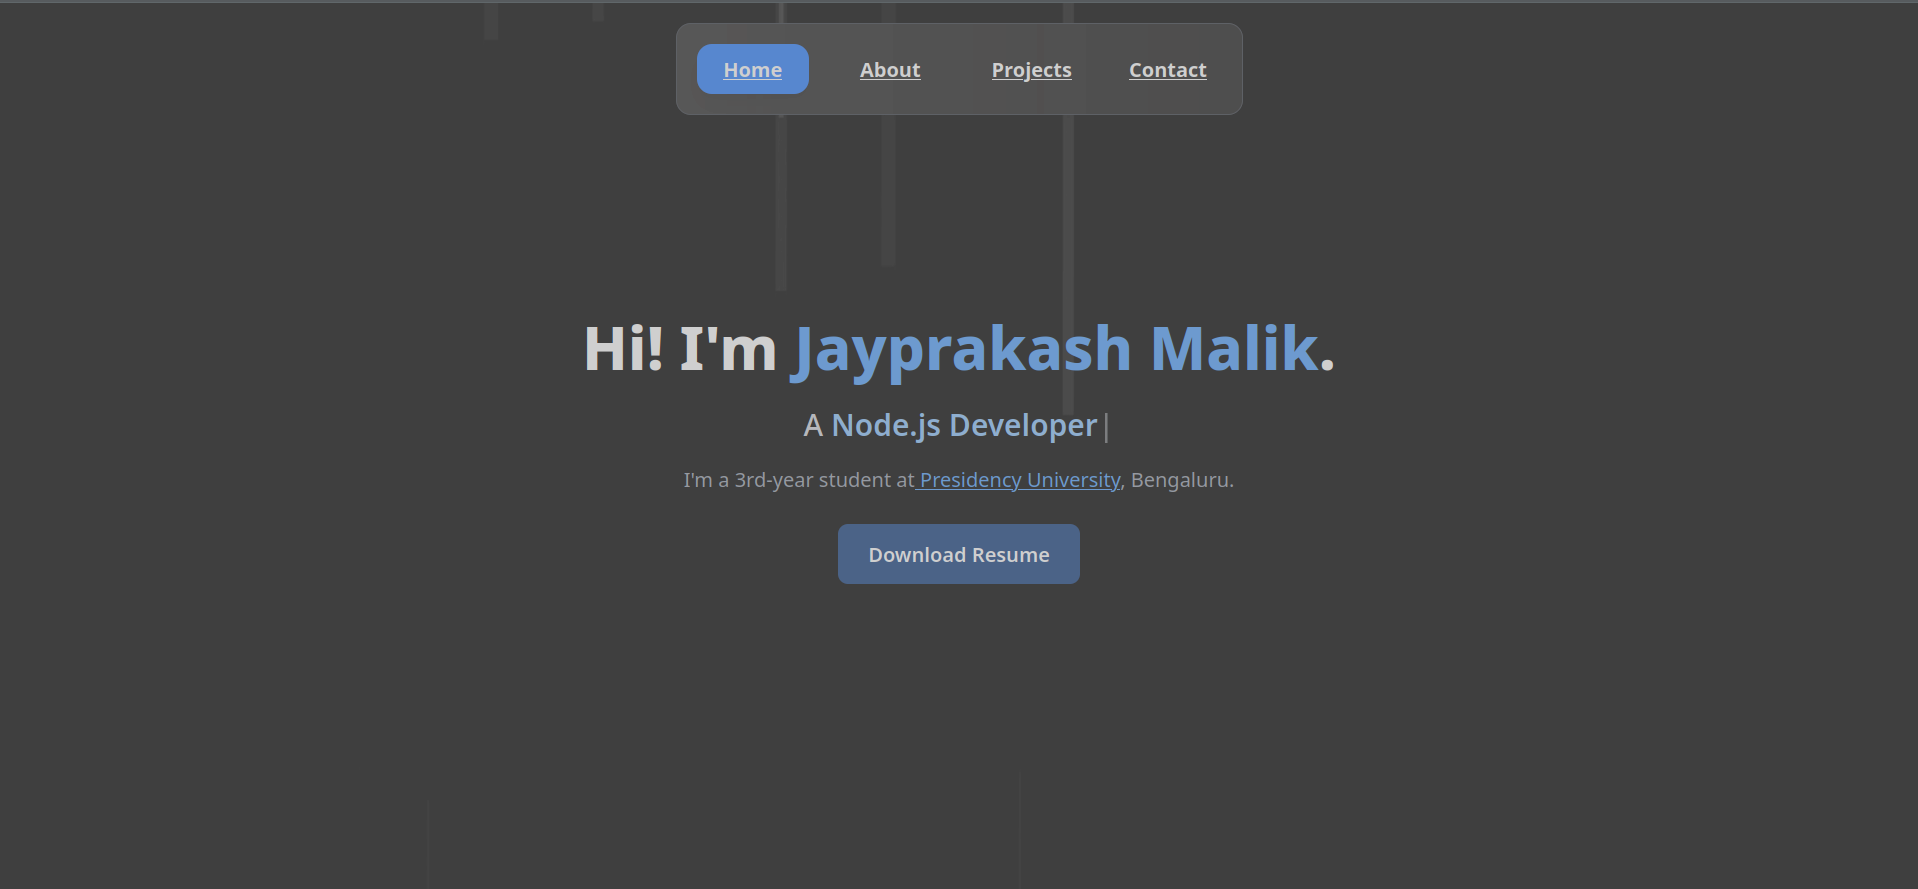 Home About Projects Contact
Hi! I'm Jayprakash Malik.
A Node.js Developer|
I'm a 3rd-year student at Presidency University, Bengaluru.
Download Resume